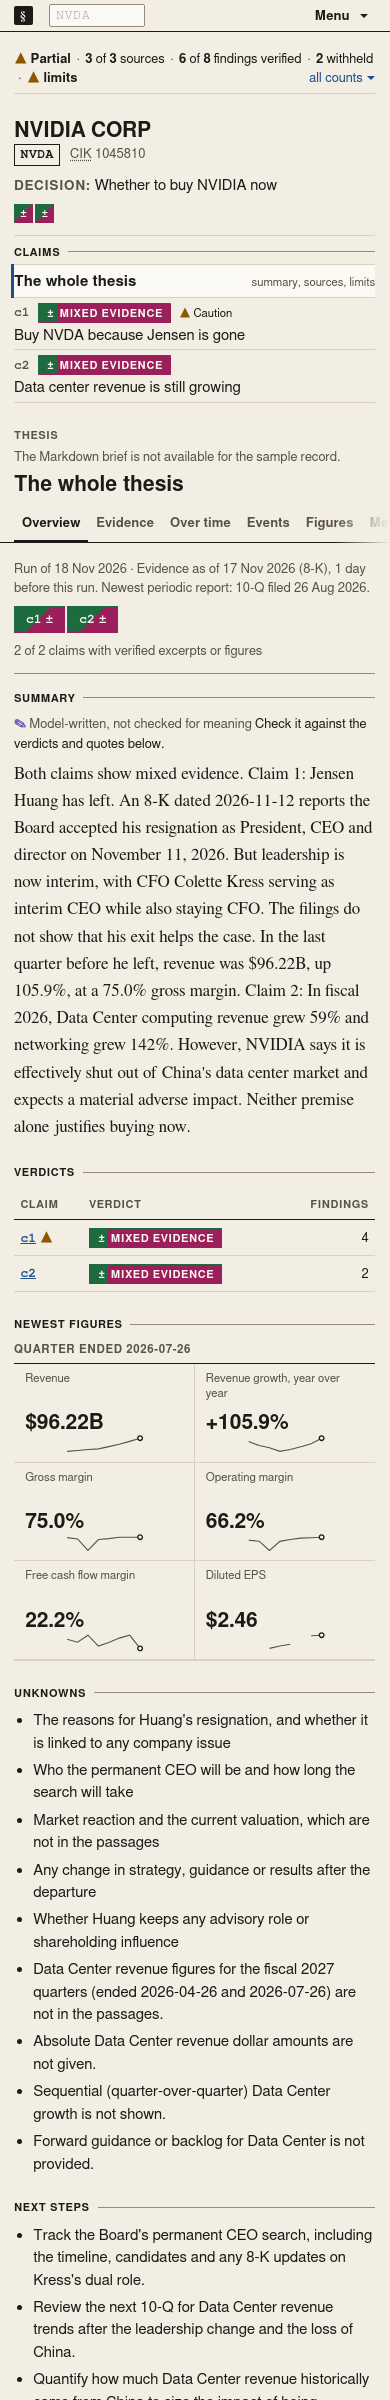 § NVDA Menu
Partial · 3 of 3 sources · 6 of 8 findings verified · 2 withheld
· limits all counts
NVIDIA CORP
NVDA CIK 1045810
DECISION: Whether to buy NVIDIA now
± ±
CLAIMS
The whole thesis summary, sources, limits
c1 ± MIXED EVIDENCE Caution
Buy NVDA because Jensen is gone
c2 ± MIXED EVIDENCE
Data center revenue is still growing
THESIS
The Markdown brief is not available for the sample record.
The whole thesis
Overview Evidence Over time Events Figures Me
Run of 18 Nov 2026 · Evidence as of 17 Nov 2026 (8-K), 1 day
before this run. Newest periodic report: 10-Q filed 26 Aug 2026.
c1 ± c2 ±
2 of 2 claims with verified excerpts or figures
SUMMARY
✎ Model-written, not checked for meaning Check it against the
verdicts and quotes below.
Both claims show mixed evidence. Claim 1: Jensen
Huang has left. An 8-K dated 2026-11-12 reports the
Board accepted his resignation as President, CEO and
director on November 11, 2026. But leadership is
now interim, with CFO Colette Kress serving as
interim CEO while also staying CFO. The filings do
not show that his exit helps the case. In the last
quarter before he left, revenue was $96.22B, up
105.9%, at a 75.0% gross margin. Claim 2: In fiscal
2026, Data Center computing revenue grew 59% and
networking grew 142%. However, NVIDIA says it is
effectively shut out of China's data center market and
expects a material adverse impact. Neither premise
alone justifies buying now.
VERDICTS
CLAIM VERDICT FINDINGS
c1 ± MIXED EVIDENCE 4
c2 ± MIXED EVIDENCE 2
NEWEST FIGURES
QUARTER ENDED 2026-07-26
Revenue
$96.22B
Revenue growth, year over
year
+105.9%
Gross margin
75.0%
Operating margin
66.2%
Free cash flow margin
22.2%
Diluted EPS
$2.46
UNKNOWNS
• The reasons for Huang's resignation, and whether it
is linked to any company issue
• Who the permanent CEO will be and how long the
search will take
• Market reaction and the current valuation, which are
not in the passages
• Any change in strategy, guidance or results after the
departure
• Whether Huang keeps any advisory role or
shareholding influence
• Data Center revenue figures for the fiscal 2027
quarters (ended 2026-04-26 and 2026-07-26) are
not in the passages.
• Absolute Data Center revenue dollar amounts are
not given.
• Sequential (quarter-over-quarter) Data Center
growth is not shown.
• Forward guidance or backlog for Data Center is not
provided.
NEXT STEPS
• Track the Board's permanent CEO search, including
the timeline, candidates and any 8-K updates on
Kress's dual role.
• Review the next 10-Q for Data Center revenue
trends after the leadership change and the loss of
China.
• Quantify how much Data Center revenue historically